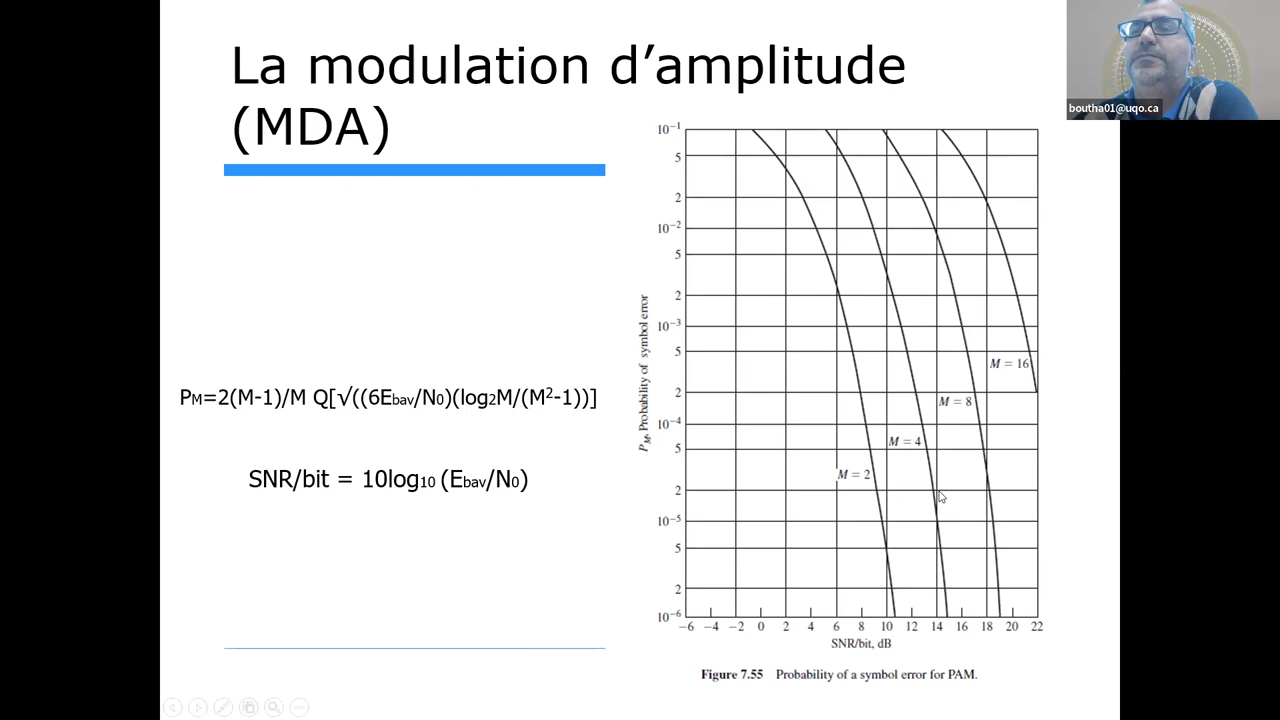 La modulation d’amplitude
(MDA)
boutha01@uqo.ca
PM=2(M-1)/M Q[√((6Ebav/N0)(log2M/(M²-1))]
SNR/bit = 10log10 (Ebav/N0)
PM, Probability of symbol error
10⁻¹
5
2
10⁻²
5
2
10⁻³
5
2
10⁻⁴
5
2
10⁻⁵
5
2
10⁻⁶
M = 16
M = 8
M = 4
M = 2
−6 −4 −2 0 2 4 6 8 10 12 14 16 18 20 22
SNR/bit, dB
Figure 7.55 Probability of a symbol error for PAM.